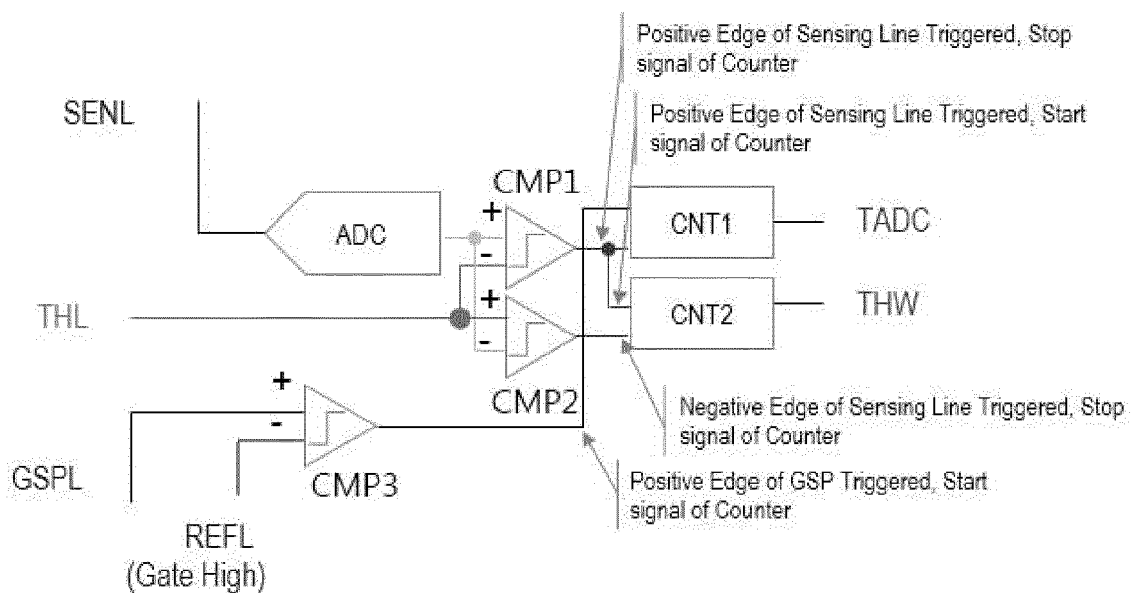 Positive Edge of Sensing Line Triggered, Stop
signal of Counter
SENL
Positive Edge of Sensing Line Triggered, Start
signal of Counter
CMP1
+
-
ADC
CNT1
TADC
THL
+
-
CNT2
THW
CMP2
+
-
Negative Edge of Sensing Line Triggered, Stop
signal of Counter
GSPL
CMP3
Positive Edge of GSP Triggered, Start
signal of Counter
REFL
(Gate High)